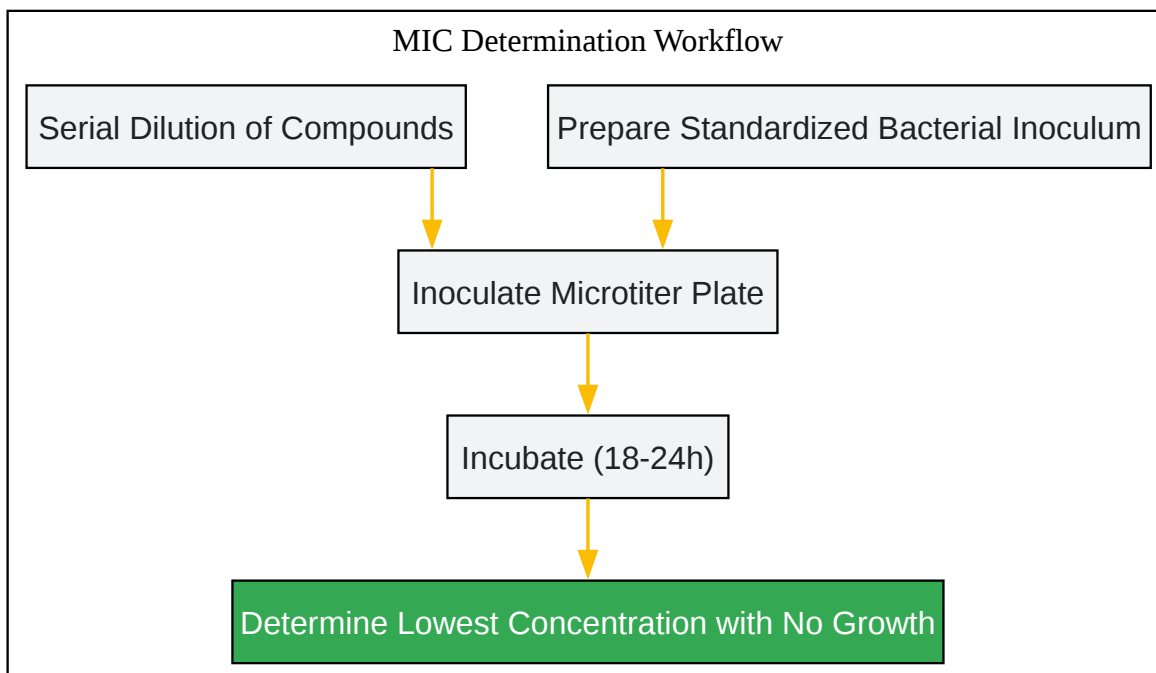 MIC Determination Workflow
Serial Dilution of Compounds
Prepare Standardized Bacterial Inoculum
Inoculate Microtiter Plate
Incubate (18-24h)
Determine Lowest Concentration with No Growth